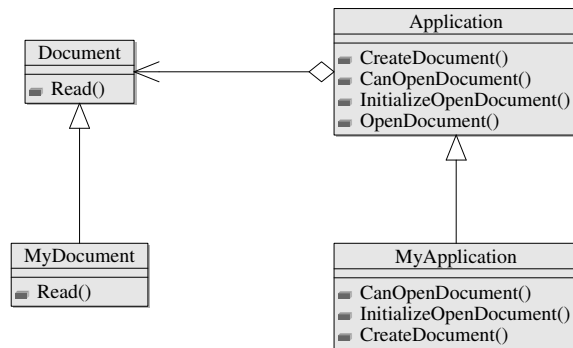 Document
Read()
Application
CreateDocument()
CanOpenDocument()
InitializeOpenDocument()
OpenDocument()
MyDocument
Read()
MyApplication
CanOpenDocument()
InitializeOpenDocument()
CreateDocument()